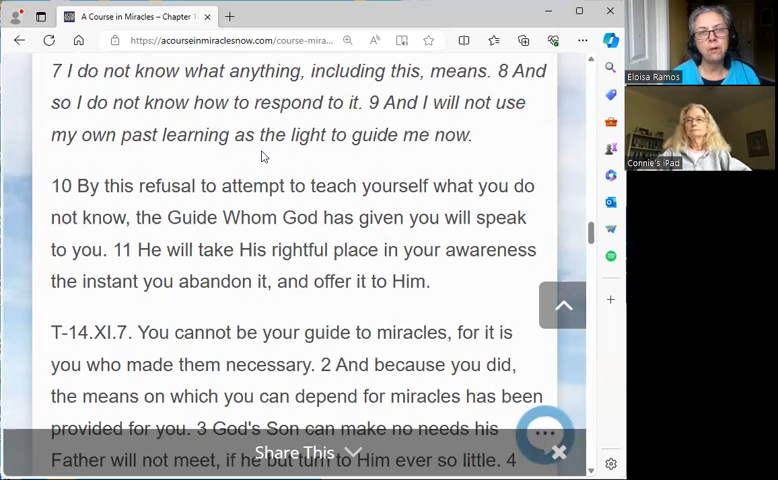 A Course in Miracles – Chapter 1
https://acourseinmiraclesnow.com/course-mira...
7 I do not know what anything, including this, means. 8 And
so I do not know how to respond to it. 9 And I will not use
my own past learning as the light to guide me now.
10 By this refusal to attempt to teach yourself what you do
not know, the Guide Whom God has given you will speak
to you. 11 He will take His rightful place in your awareness
the instant you abandon it, and offer it to Him.
T-14.XI.7. You cannot be your guide to miracles, for it is
you who made them necessary. 2 And because you did,
the means on which you can depend for miracles has been
provided for you. 3 God's Son can make no needs his
Father will not meet, if he but turn to Him ever so little. 4
Share This
Eloisa Ramos
Connie's iPad